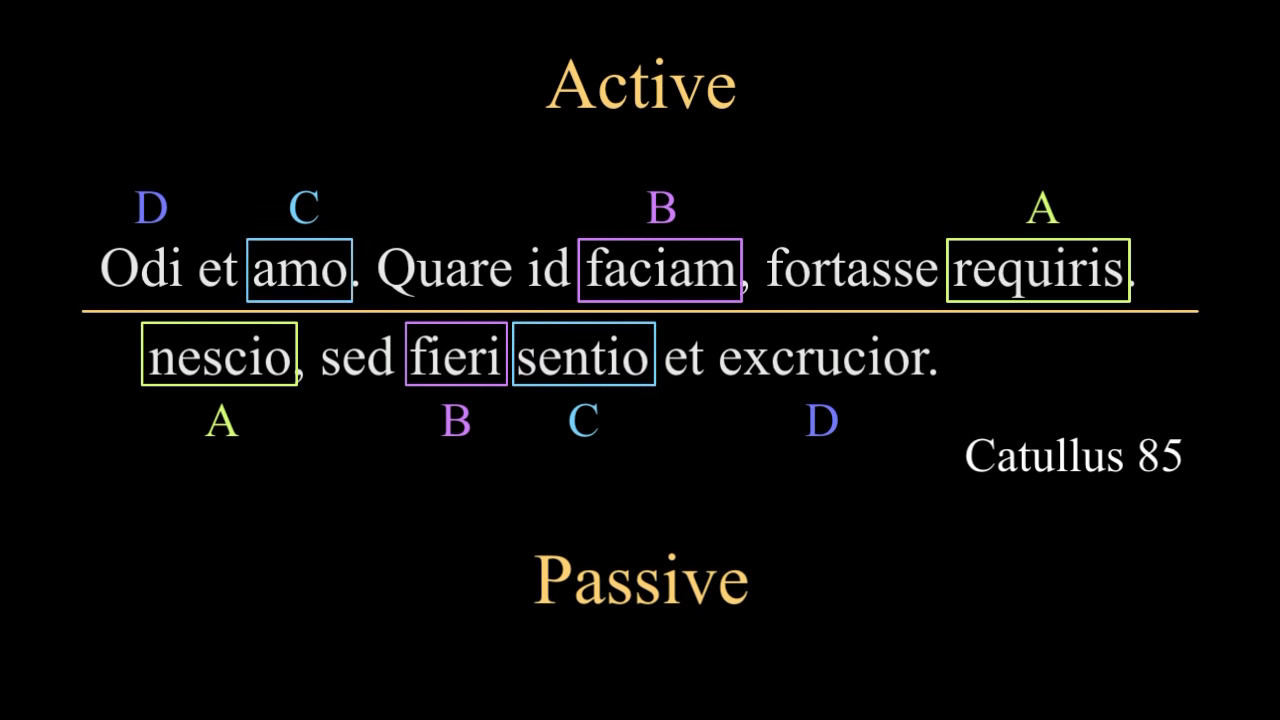 Active
D C B A
Odi et amo. Quare id faciam, fortasse requiris.
nescio, sed fieri sentio et excrucior.
A B C D
Catullus 85
Passive